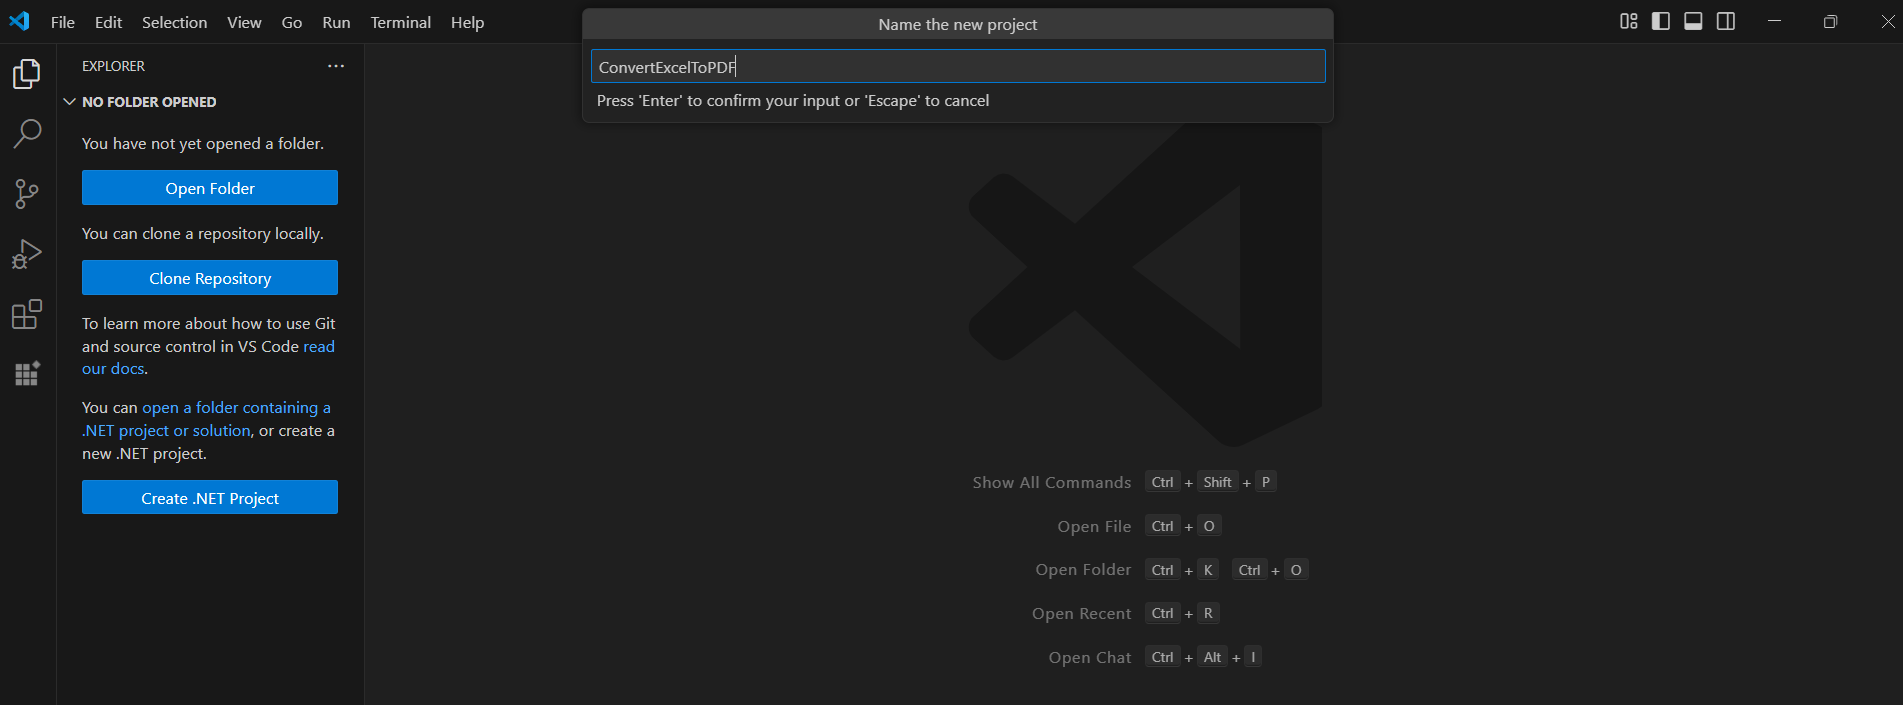 File Edit Selection View Go Run Terminal Help
Name the new project
ConvertExcelToPDF
Press 'Enter' to confirm your input or 'Escape' to cancel
EXPLORER
NO FOLDER OPENED
You have not yet opened a folder.
Open Folder
You can clone a repository locally.
Clone Repository
To learn more about how to use Git
and source control in VS Code read
our docs.
You can open a folder containing a
.NET project or solution, or create a
new .NET project.
Create .NET Project
Show All Commands Ctrl + Shift + P
Open File Ctrl + O
Open Folder Ctrl + K Ctrl + O
Open Recent Ctrl + R
Open Chat Ctrl + Alt + I